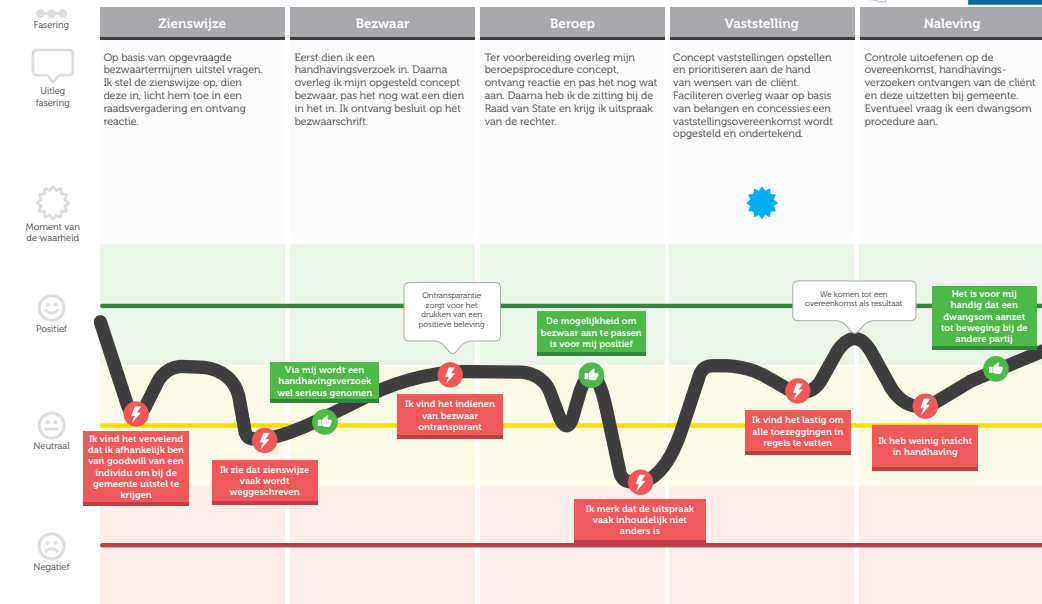 Fasering
Zienswijze
Bezwaar
Beroep
Vaststelling
Naleving
Uitleg
fasering
Op basis van opgevraagde
bezwaartermijnen uitstel vragen.
Ik stel de zienswijze op, dien
deze in, licht hem toe in een
raadsvergadering en ontvang
reactie.
Eerst dien ik een
handhavingsverzoek in. Daarna
overleg ik mijn opgesteld concept
bezwaar, pas het nog wat een dien
in het in. Ik ontvang besluit op het
bezwaarschrift.
Ter voorbereiding overleg mijn
beroepsprocedure concept,
ontvang reactie en pas het nog wat
aan. Daarna heb ik de zitting bij de
Raad van State en krijg ik uitspraak
van de rechter.
Concept vaststellingen opstellen
en prioritiseren aan de hand
van wensen van de cliënt.
Faciliteren overleg waar op basis
van belangen en concessies een
vaststellingsovereenkomst wordt
opgesteld en ondertekend.
Controle uitoefenen op de
overeenkomst, handhavings-
verzoeken ontvangen van de cliënt
en deze uitzetten bij gemeente.
Eventueel vraag ik een dwangsom
procedure aan.
Moment van
de waarheid
Positief
Neutraal
Negatief
Ik vind het vervelend
dat ik afhankelijk ben
van goodwill van een
individu om bij de
gemeente uitstel te
krijgen
Ik zie dat zienswijze
vaak wordt
weggeschreven
Via mij wordt een
handhavingsverzoek
wel serieus genomen
Ontransparantie
zorgt voor het
drukken van een
positieve beleving
Ik vind het indienen
van bezwaar
ontransparant
De mogelijkheid om
bezwaar aan te passen
is voor mij positief
Ik merk dat de uitspraak
vaak inhoudelijk niet
anders is
Ik vind het lastig om
alle toezeggingen in
regels te vatten
We komen tot een
overeenkomst als resultaat
Ik heb weinig inzicht
in handhaving
Het is voor mij
handig dat een
dwangsom aanzet
tot beweging bij de
andere partij